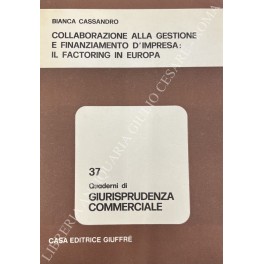 BIANCA CASSANDRO
COLLABORAZIONE ALLA GESTIONE
E FINANZIAMENTO D'IMPRESA:
IL FACTORING IN EUROPA
37
Quaderni di
GIURISPRUDENZA
COMMERCIALE
CASA EDITRICE GIUFFRÈ